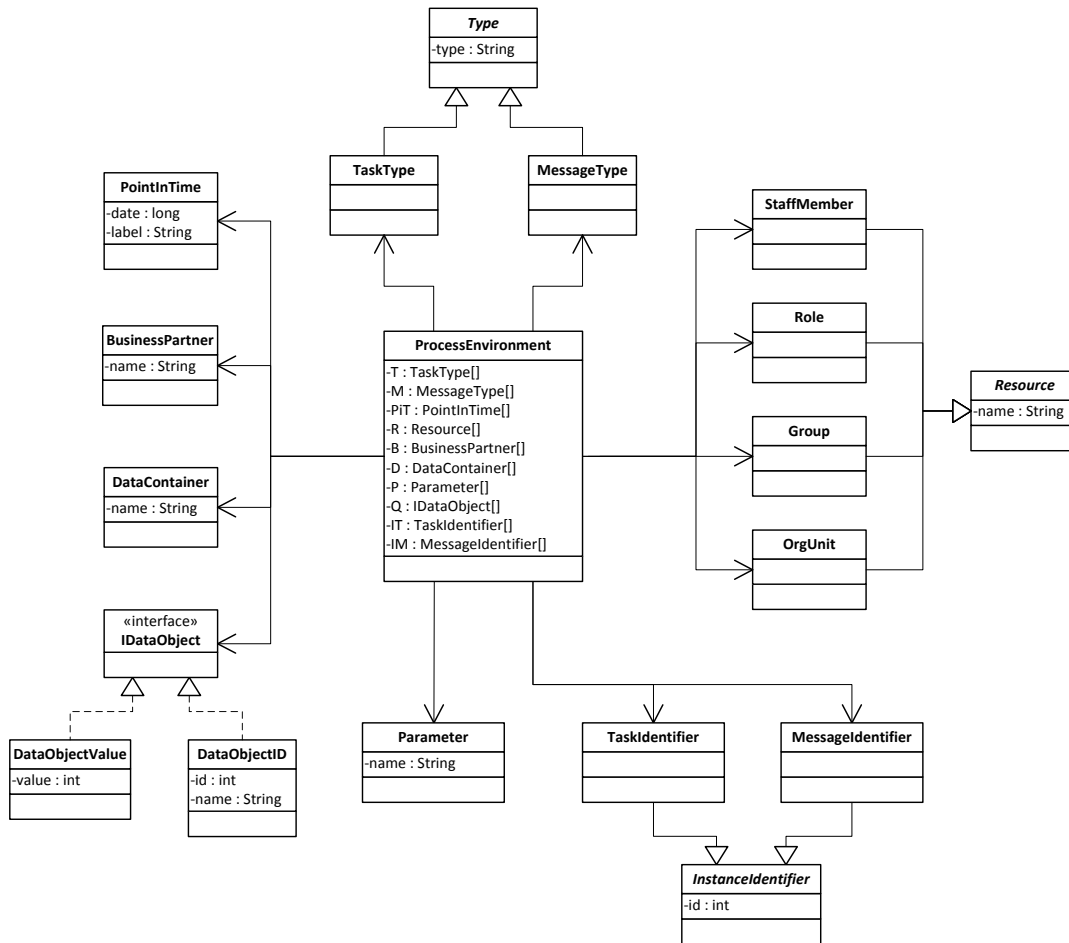 Type
-type : String
TaskType
MessageType
PointInTime
-date : long
-label : String
StaffMember
BusinessPartner
-name : String
Role
ProcessEnvironment
-T : TaskType[]
-M : MessageType[]
-PiT : PointInTime[]
-R : Resource[]
-B : BusinessPartner[]
-D : DataContainer[]
-P : Parameter[]
-Q : IDataObject[]
-IT : TaskIdentifier[]
-IM : MessageIdentifier[]
Resource
-name : String
Group
DataContainer
-name : String
OrgUnit
«interface»
IDataObject
DataObjectValue
-value : int
DataObjectID
-id : int
-name : String
Parameter
-name : String
TaskIdentifier
MessageIdentifier
InstanceIdentifier
-id : int